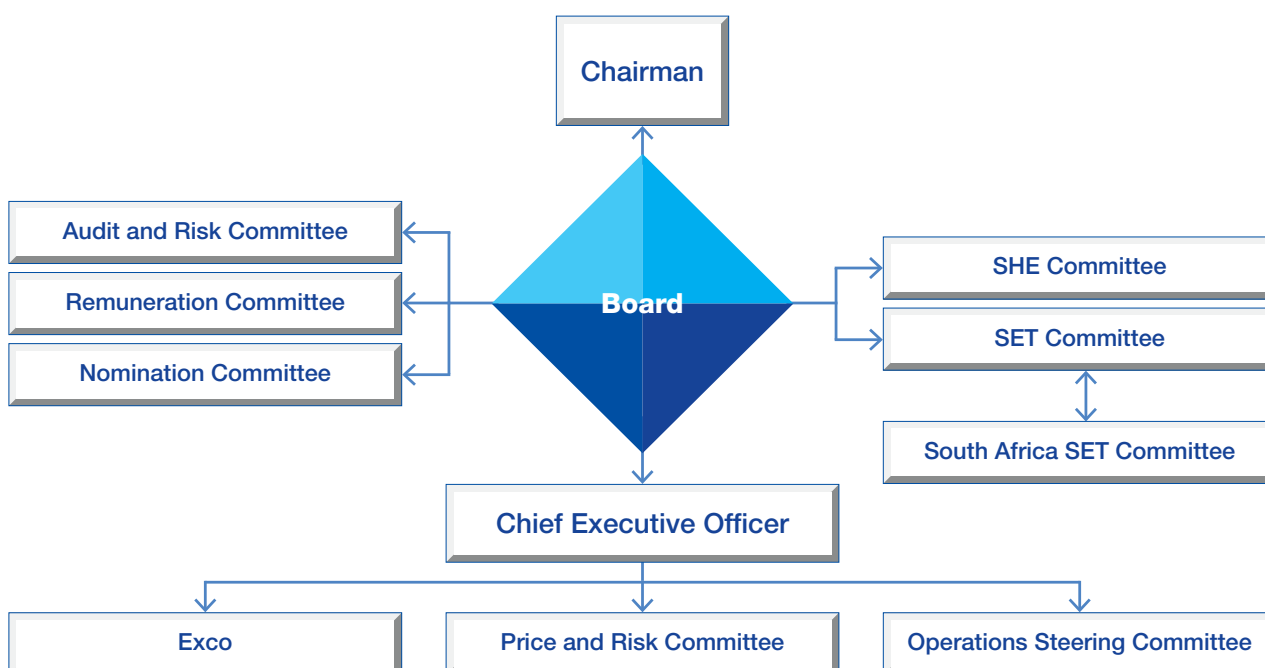 Chairman
Audit and Risk Committee
Remuneration Committee
Nomination Committee
Board
SHE Committee
SET Committee
South Africa SET Committee
Chief Executive Officer
Exco
Price and Risk Committee
Operations Steering Committee